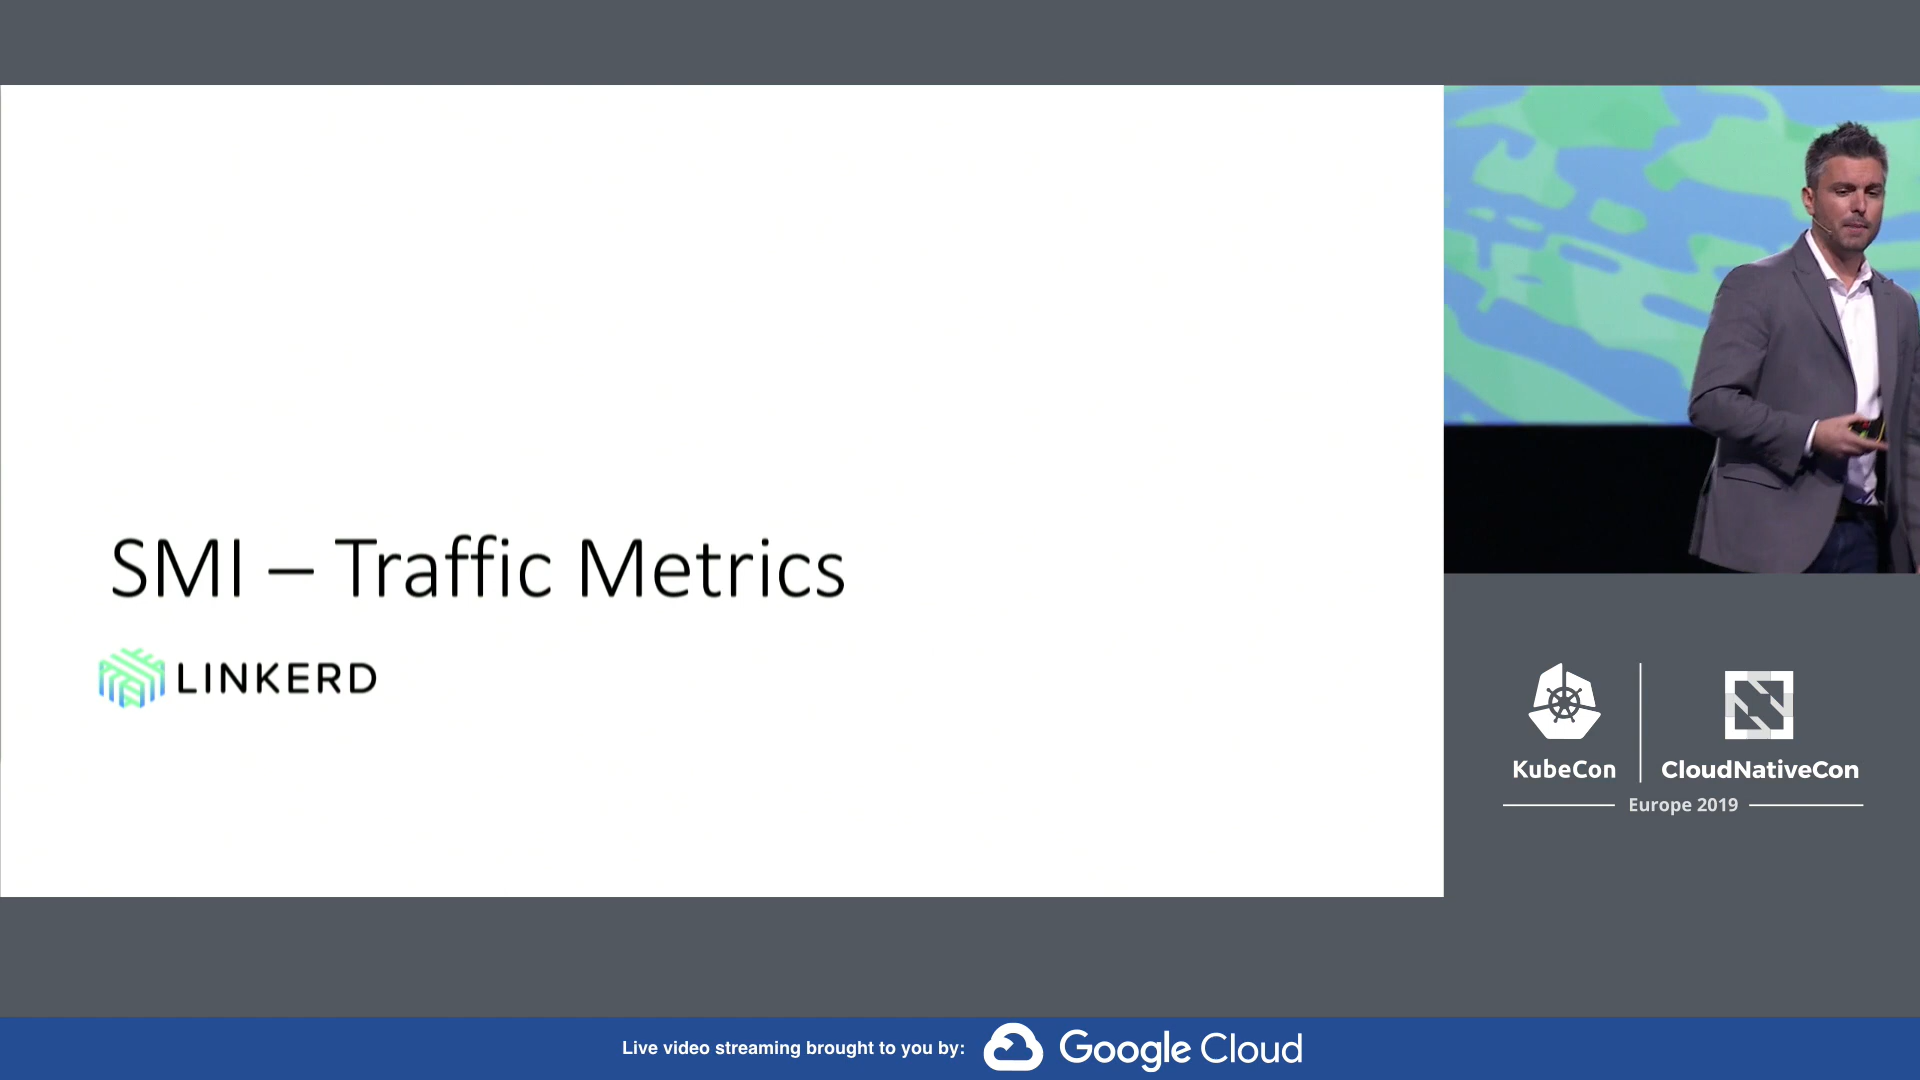 SMI – Traffic Metrics
LINKERD
KubeCon
CloudNativeCon
Europe 2019
Live video streaming brought to you by:
Google Cloud